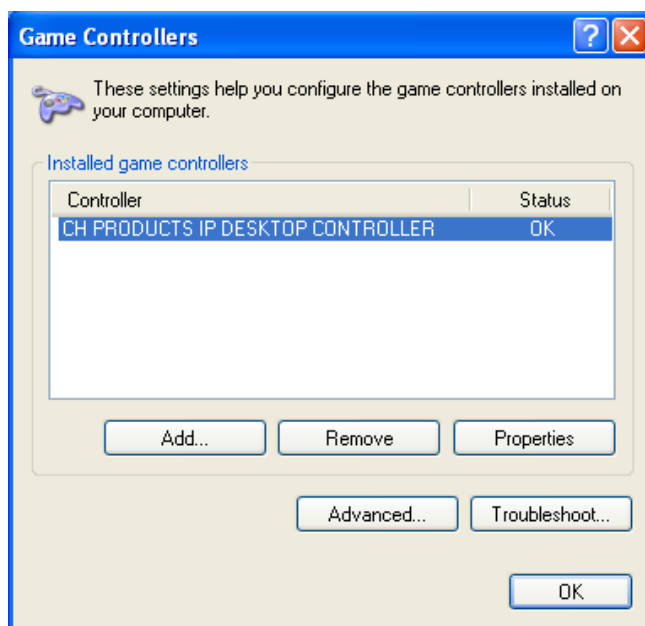 Game Controllers
These settings help you configure the game controllers installed on
your computer.
Installed game controllers
Controller Status
CH PRODUCTS IP DESKTOP CONTROLLER OK
Add... Remove Properties
Advanced... Troubleshoot...
OK